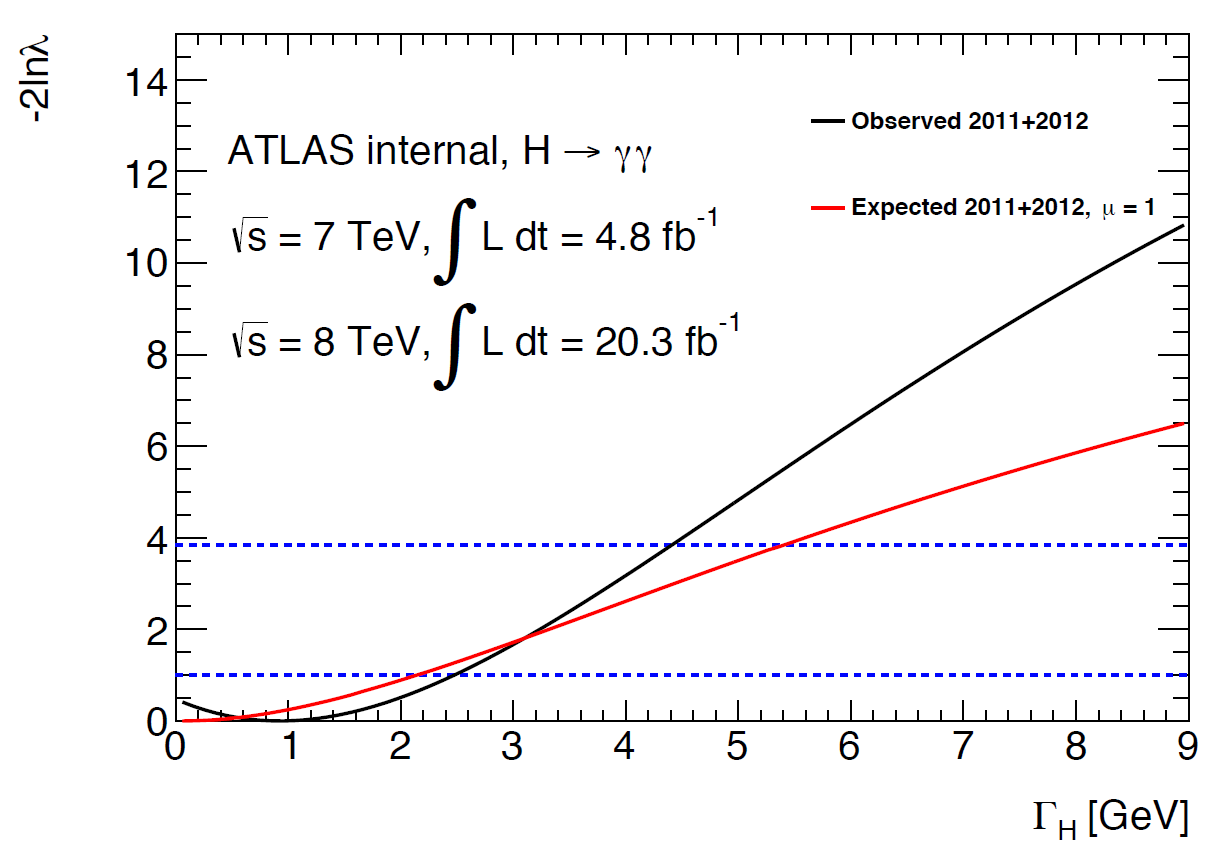 -2lnλ
14
12
10
8
6
4
2
0
ATLAS internal, H → γγ
√s = 7 TeV, ∫ L dt = 4.8 fb⁻¹
√s = 8 TeV, ∫ L dt = 20.3 fb⁻¹
Observed 2011+2012
Expected 2011+2012, μ = 1
0 1 2 3 4 5 6 7 8 9
Γ_H [GeV]